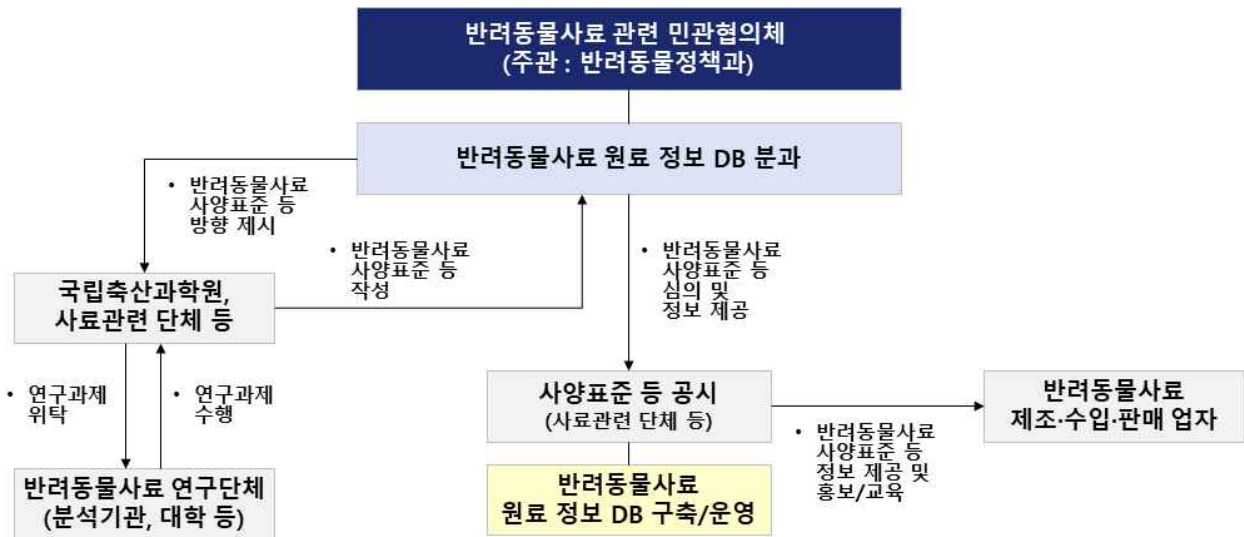 반려동물사료 관련 민관협의체
(주관 : 반려동물정책과)
반려동물사료 원료 정보 DB 분과
• 반려동물사료
사양표준 등
방향 제시
• 반려동물사료
사양표준 등
작성
• 반려동물사료
사양표준 등
심의 및
정보 제공
국립축산과학원,
사료관련 단체 등
• 연구과제
위탁
• 연구과제
수행
사양표준 등 공시
(사료관련 단체 등)
반려동물사료
제조·수입·판매 업자
• 반려동물사료
사양표준 등
정보 제공 및
홍보/교육
반려동물사료 연구단체
(분석기관, 대학 등)
반려동물사료
원료 정보 DB 구축/운영